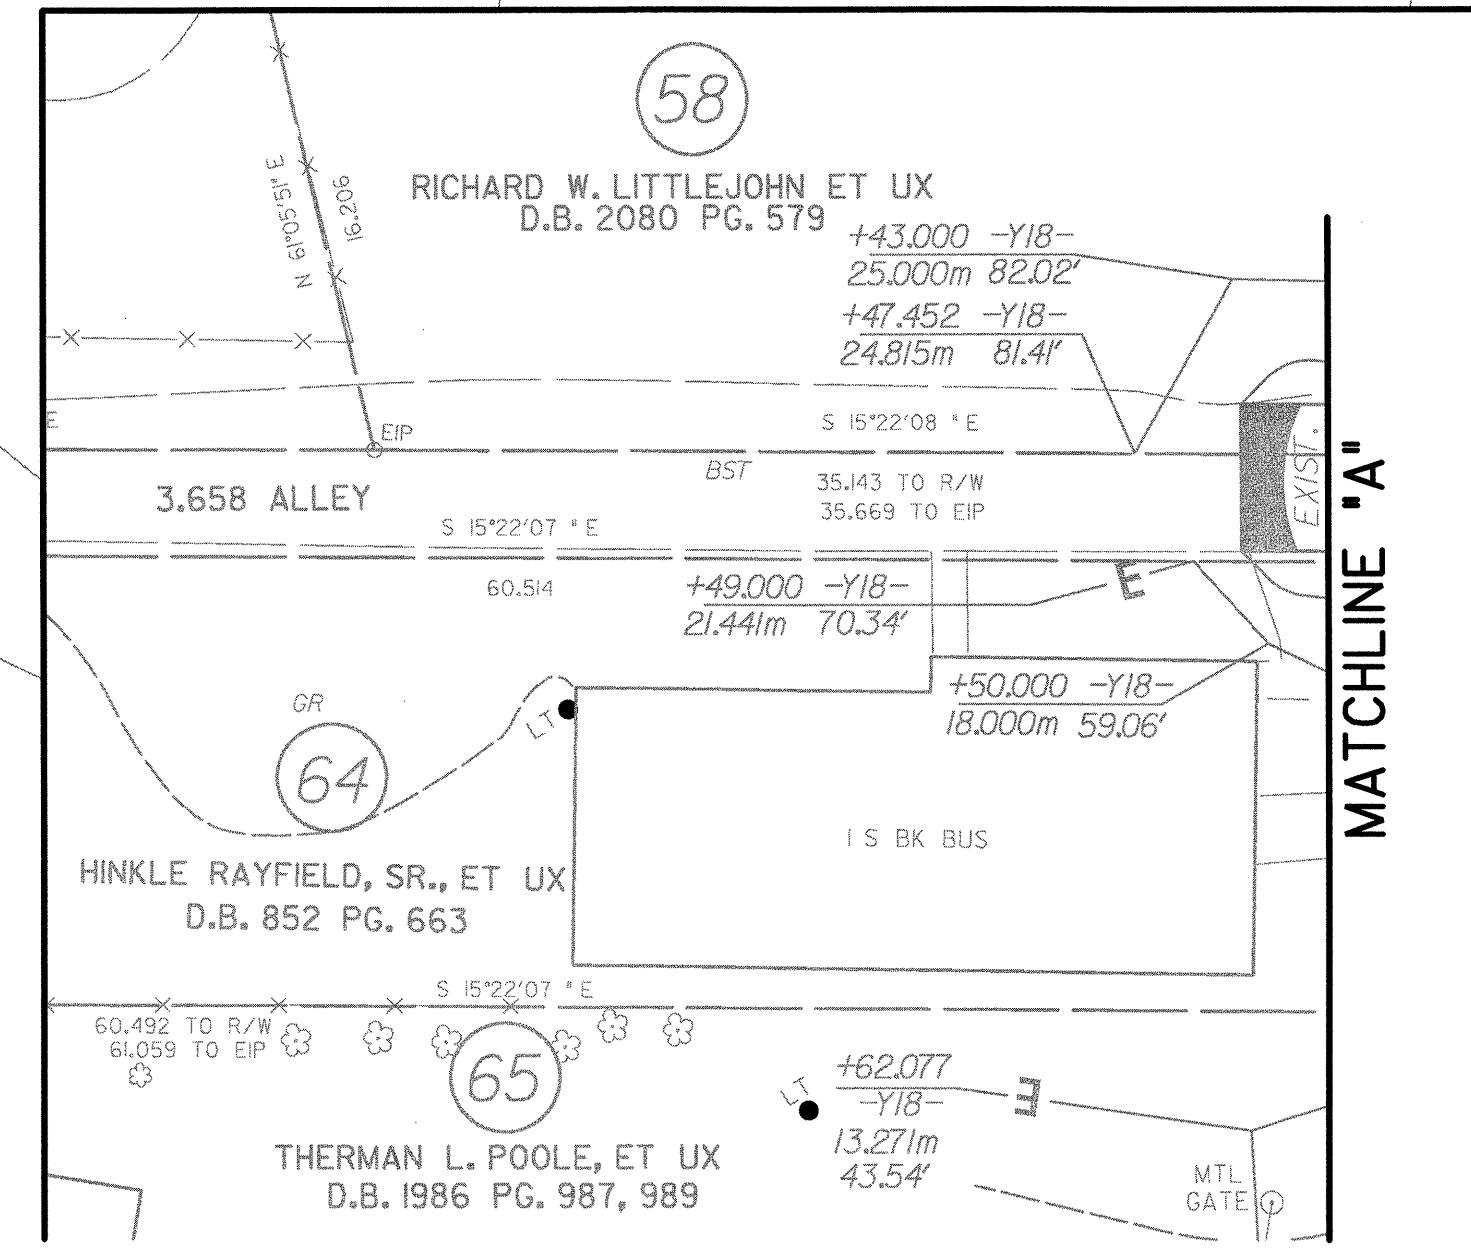 58
RICHARD W. LITTLEJOHN ET UX
D.B. 2080 PG. 579
N 61°05'51" E
16.206
+43.000 -Y18-
25.000m 82.02'
+47.452 -Y18-
24.815m 81.41'
E
EIP
S 15°22'08 " E
BST
EXIST.
3.658 ALLEY
35.143 TO R/W
35.669 TO EIP
S 15°22'07 " E
60.514
+49.000 -Y18-
21.441m 70.34'
E
MATCHLINE "A"
+50.000 -Y18-
18.000m 59.06'
GR
LT
64
1 S BK BUS
HINKLE RAYFIELD, SR., ET UX
D.B. 852 PG. 663
S 15°22'07 " E
60.492 TO R/W
61.059 TO EIP
65
+62.077
-Y18-
13.271m
43.54'
LT
E
THERMAN L. POOLE, ET UX
D.B. 1986 PG. 987, 989
MTL
GATE